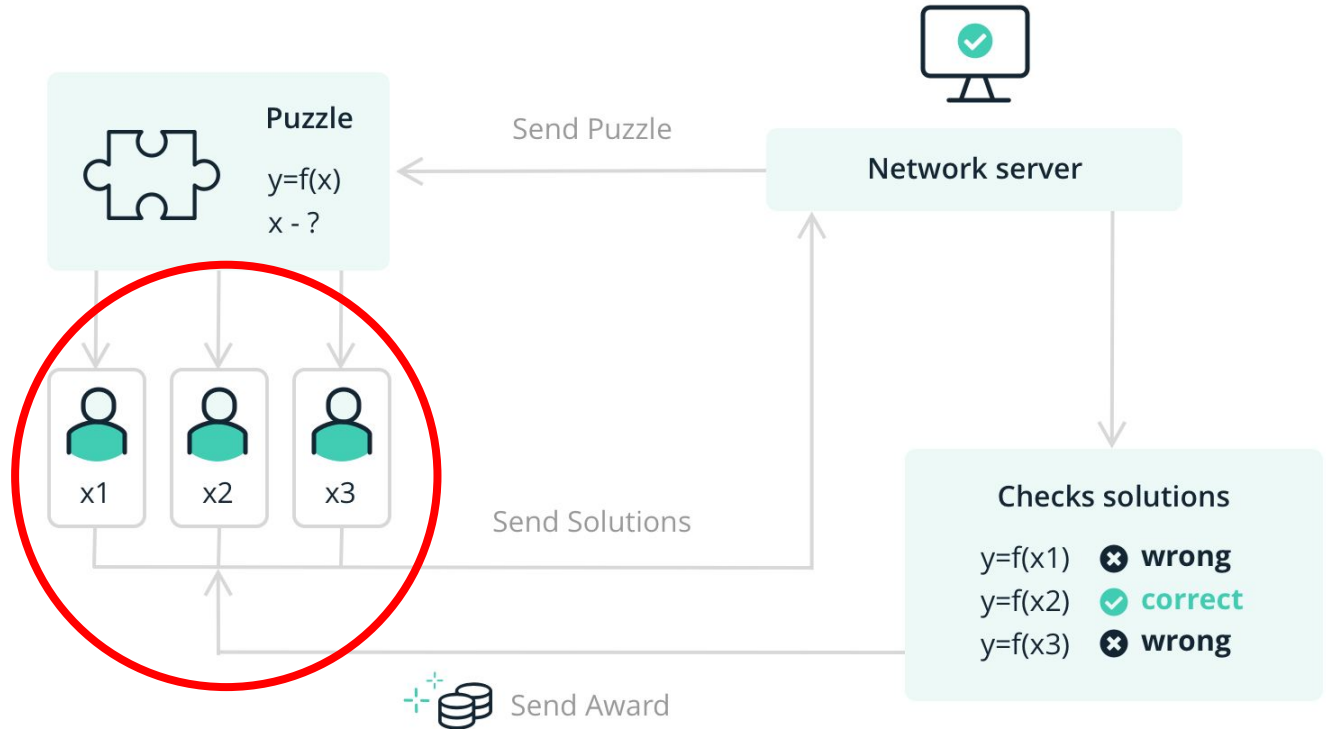 Puzzle
y=f(x)
x - ?
Send Puzzle
Network server
x1
x2
x3
Send Solutions
Checks solutions
y=f(x1) wrong
y=f(x2) correct
y=f(x3) wrong
Send Award